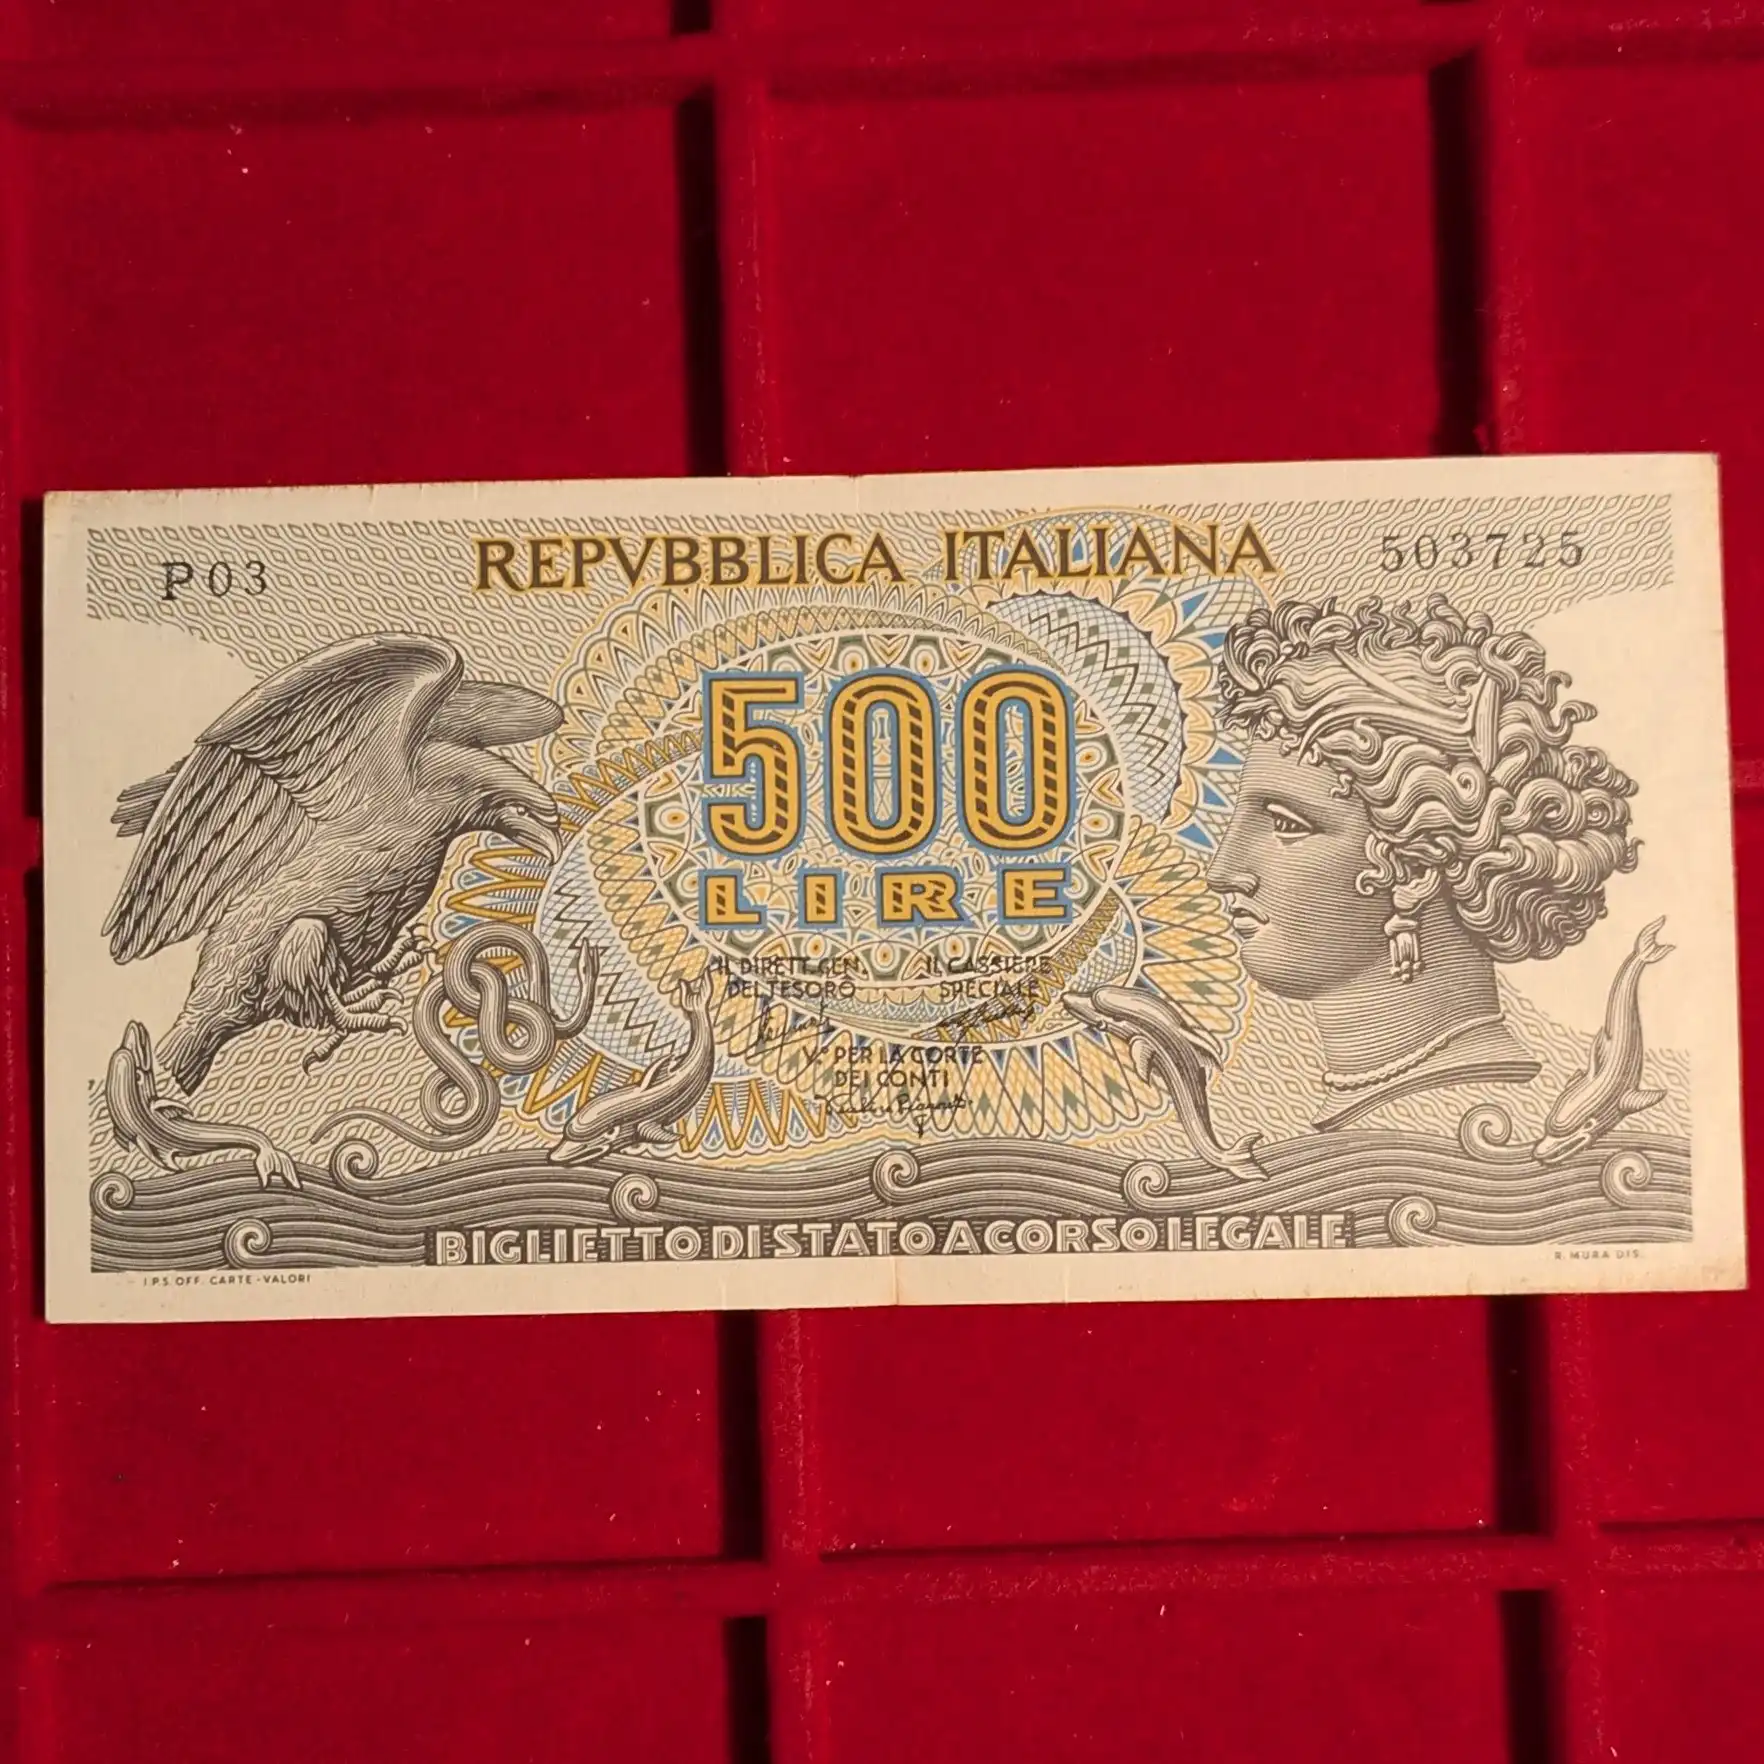 REPVBBLICA ITALIANA
P03
503725
500
LIRE
IL DIRETT. GEN.
DEL TESORO
IL CASSIERE
SPECIALE
V.° PER LA CORTE
DEI CONTI
BIGLIETTO DI STATO A CORSO LEGALE
I.P.S. OFF. CARTE-VALORI
R. MURA DIS.